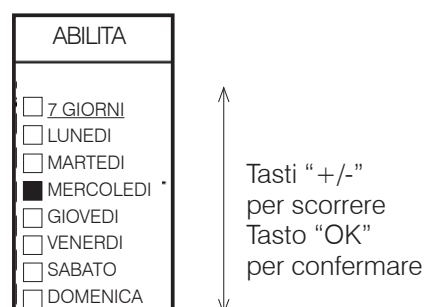 ABILITA
7 GIORNI
LUNEDI
MARTEDI
MERCOLEDI
GIOVEDI
VENERDI
SABATO
DOMENICA
Tasti “+/-”
per scorrere
Tasto “OK”
per confermare